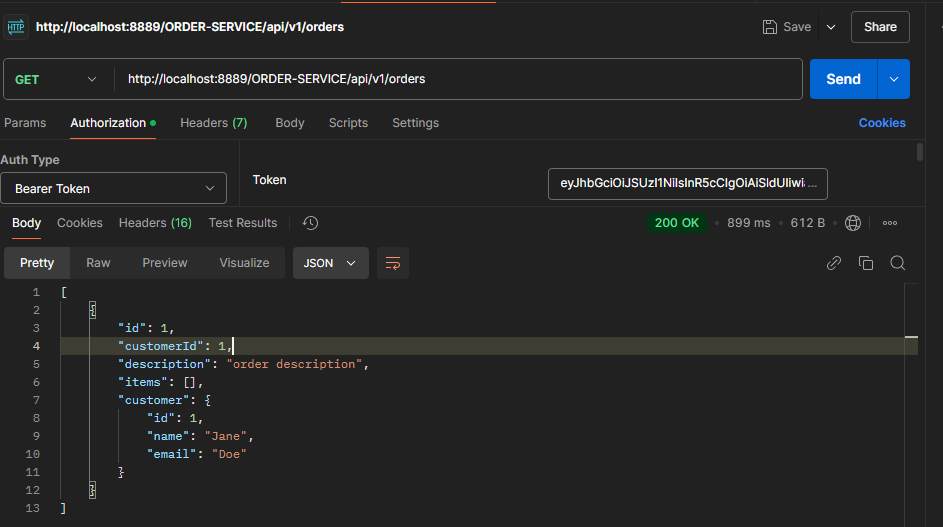 HTTP http://localhost:8889/ORDER-SERVICE/api/v1/orders Save Share
GET http://localhost:8889/ORDER-SERVICE/api/v1/orders Send
Params Authorization Headers (7) Body Scripts Settings Cookies
Auth Type
Bearer Token
Token
Body Cookies Headers (16) Test Results 200 OK 899 ms 612 B
Pretty Raw Preview Visualize JSON
1 [
2 {
3 "id": 1,
4 "customerId": 1,
5 "description": "order description",
6 "items": [],
7 "customer": {
8 "id": 1,
9 "name": "Jane",
10 "email": "Doe"
11 }
12 }
13 ]